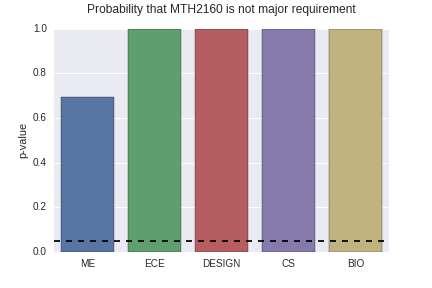 Probability that MTH2160 is not major requirement
1.0
0.8
0.6
0.4
0.2
0.0
p-value
ME ECE DESIGN CS BIO